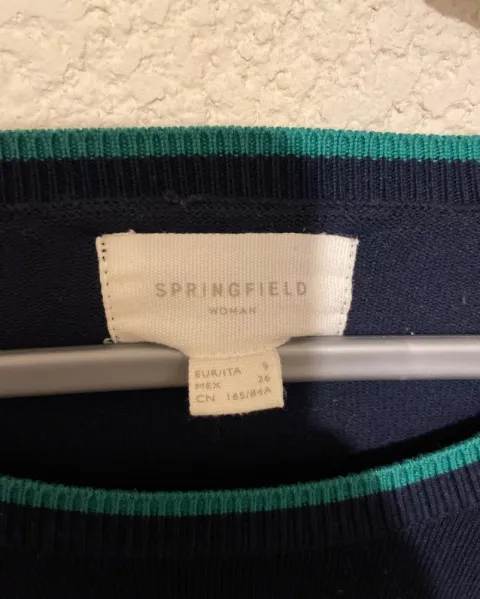 SPRINGFIELD
WOMAN
EUR/ITA S
MEX 26
CN 165/84A